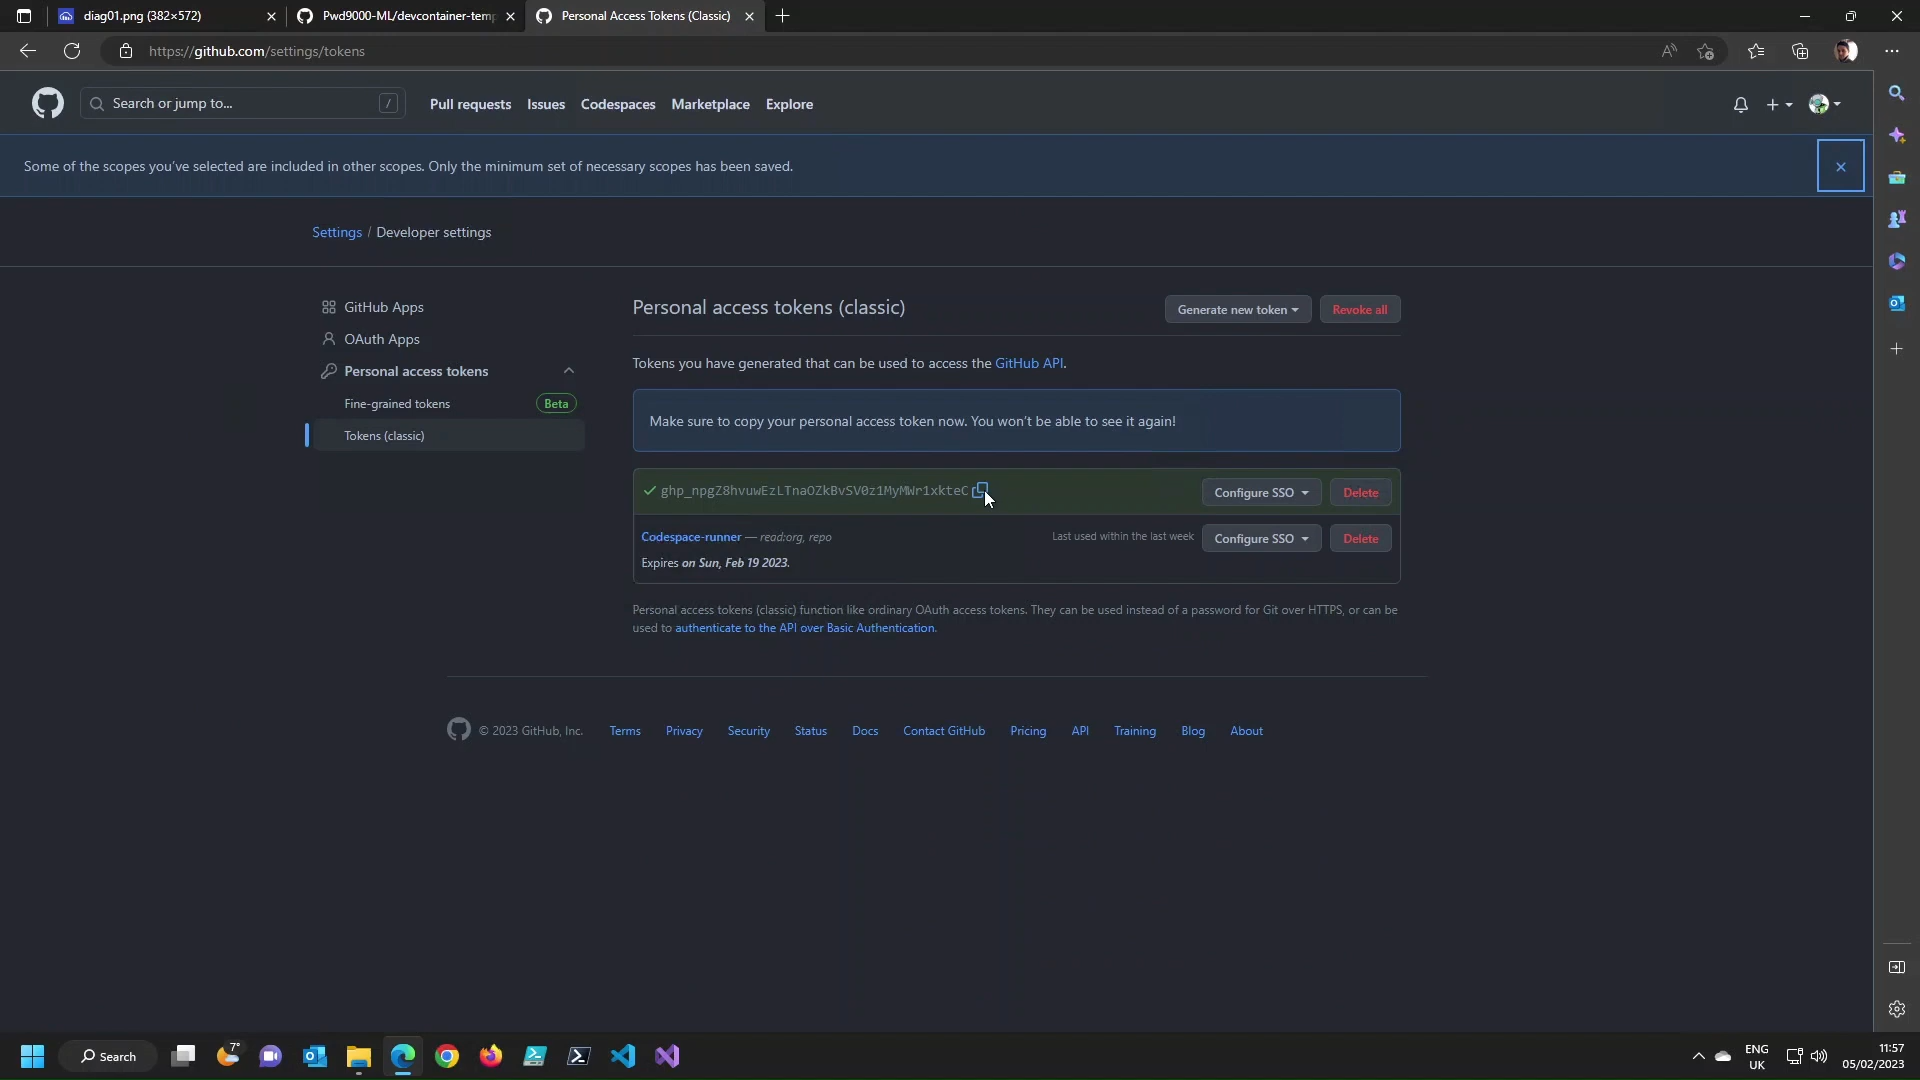 diag01.png (382×572)
Pwd9000-ML/devcontainer-temp
Personal Access Tokens (Classic)
https://github.com/settings/tokens
Search or jump to...
/
Pull requests
Issues
Codespaces
Marketplace
Explore
Some of the scopes you've selected are included in other scopes. Only the minimum set of necessary scopes has been saved.
Settings / Developer settings
GitHub Apps
OAuth Apps
Personal access tokens
Fine-grained tokens
Beta
Tokens (classic)
Personal access tokens (classic)
Generate new token
Revoke all
Tokens you have generated that can be used to access the GitHub API.
Make sure to copy your personal access token now. You won't be able to see it again!
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
Configure SSO
Delete
Codespace-runner — read:org, repo
Last used within the last week
Configure SSO
Delete
Expires on Sun, Feb 19 2023.
Personal access tokens (classic) function like ordinary OAuth access tokens. They can be used instead of a password for Git over HTTPS, or can be
used to authenticate to the API over Basic Authentication.
© 2023 GitHub, Inc.
Terms
Privacy
Security
Status
Docs
Contact GitHub
Pricing
API
Training
Blog
About
Search
7°
ENG
UK
11:57
05/02/2023